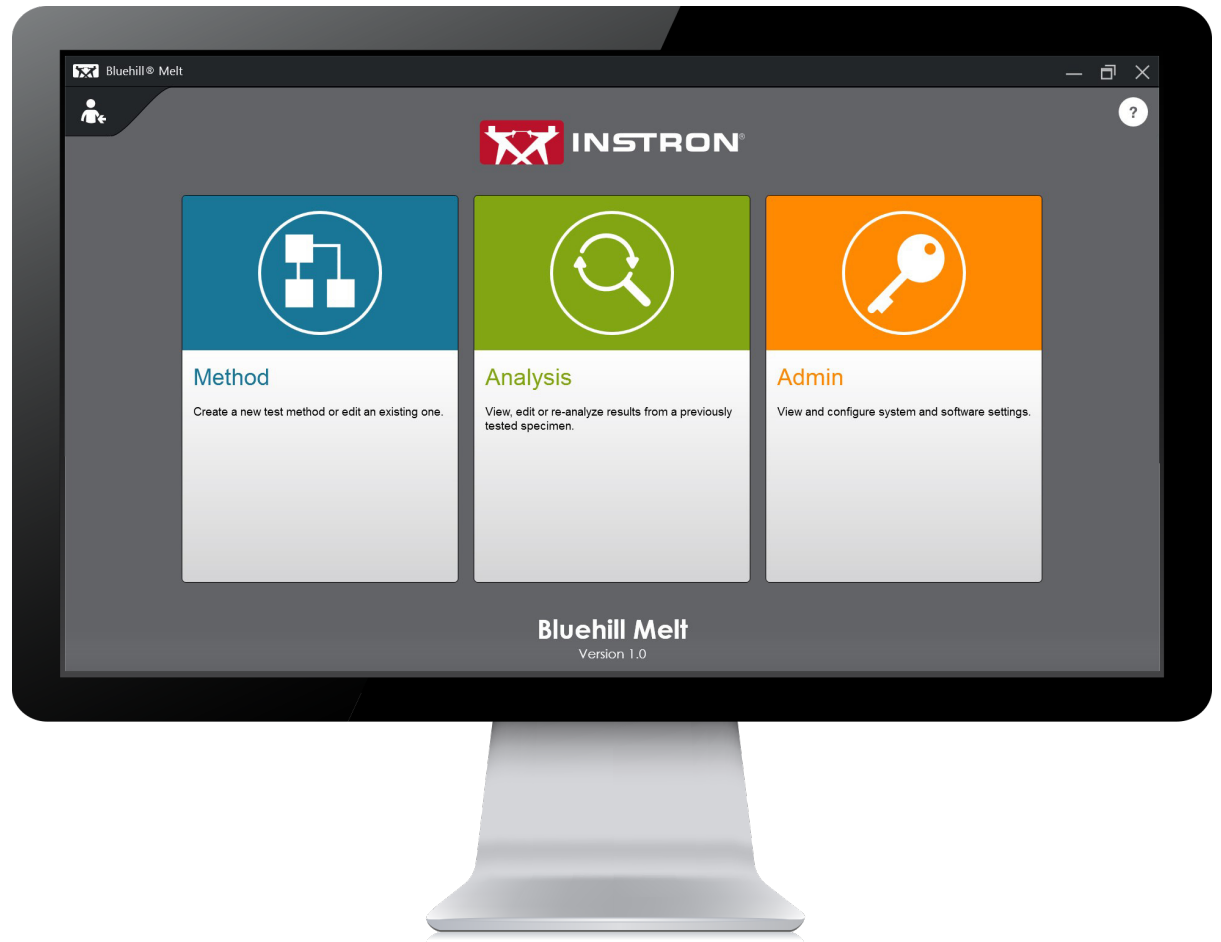 Bluehill® Melt
?
INSTRON®
Method
Create a new test method or edit an existing one.
Analysis
View, edit or re-analyze results from a previously
tested specimen.
Admin
View and configure system and software settings.
Bluehill Melt
Version 1.0